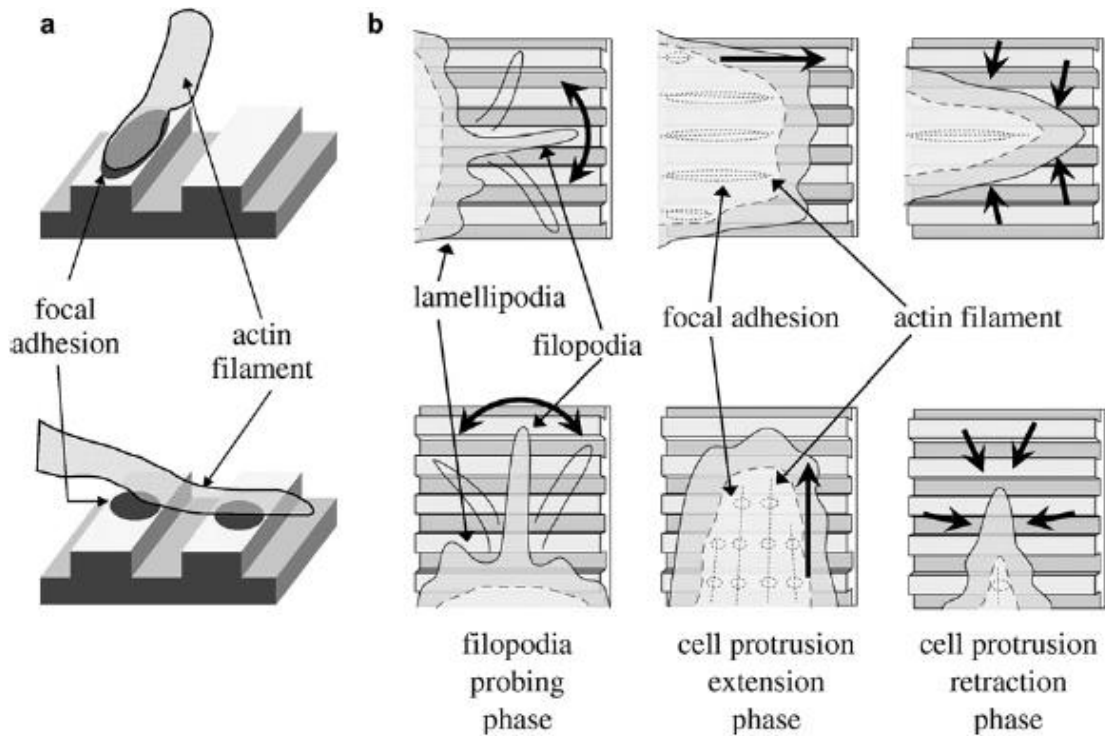 a
b
focal
adhesion
actin
filament
lamellipodia
filopodia
focal adhesion
actin filament
filopodia
probing
phase
cell protrusion
extension
phase
cell protrusion
retraction
phase